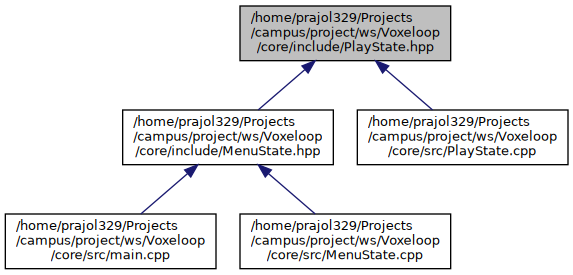 /home/prajol329/Projects
/campus/project/ws/Voxeloop
/core/include/PlayState.hpp
/home/prajol329/Projects
/campus/project/ws/Voxeloop
/core/include/MenuState.hpp
/home/prajol329/Projects
/campus/project/ws/Voxeloop
/core/src/PlayState.cpp
/home/prajol329/Projects
/campus/project/ws/Voxeloop
/core/src/main.cpp
/home/prajol329/Projects
/campus/project/ws/Voxeloop
/core/src/MenuState.cpp